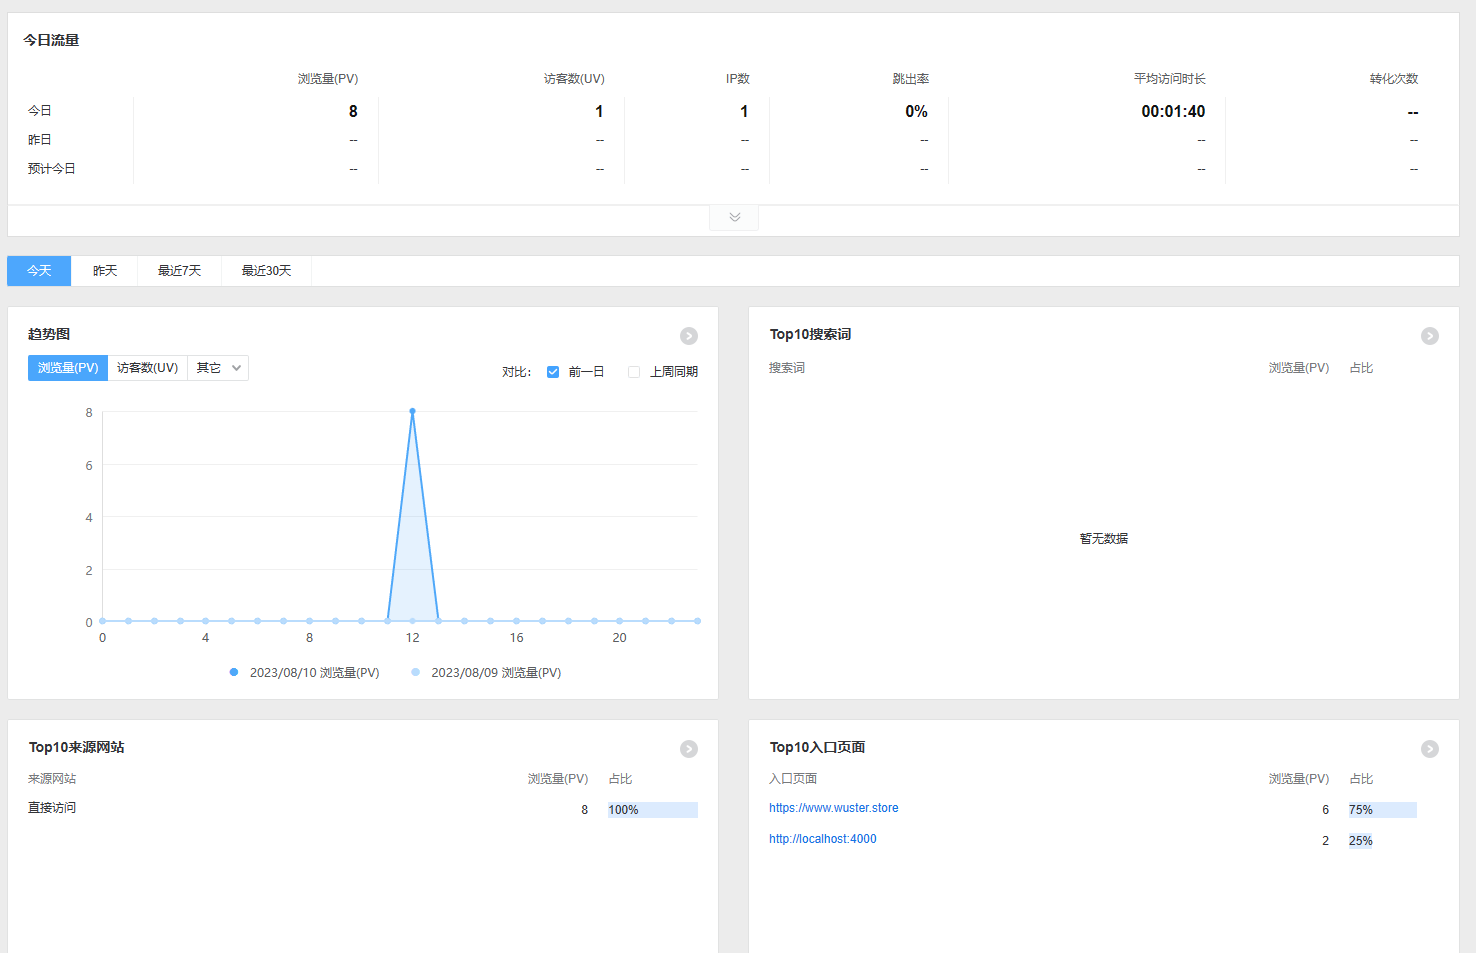 今日流量
浏览量(PV) 访客数(UV) IP数 跳出率 平均访问时长 转化次数
今日 8 1 1 0% 00:01:40 --
昨日 -- -- -- -- -- --
预计今日 -- -- -- -- -- --
今天 昨天 最近7天 最近30天
趋势图
浏览量(PV) 访客数(UV) 其它
对比: 前一日 上周同期
8
6
4
2
0
0 4 8 12 16 20
2023/08/10 浏览量(PV) 2023/08/09 浏览量(PV)
Top10搜索词
搜索词 浏览量(PV) 占比
暂无数据
Top10来源网站
来源网站 浏览量(PV) 占比
直接访问 8 100%
Top10入口页面
入口页面 浏览量(PV) 占比
https://www.wuster.store 6 75%
http://localhost:4000 2 25%